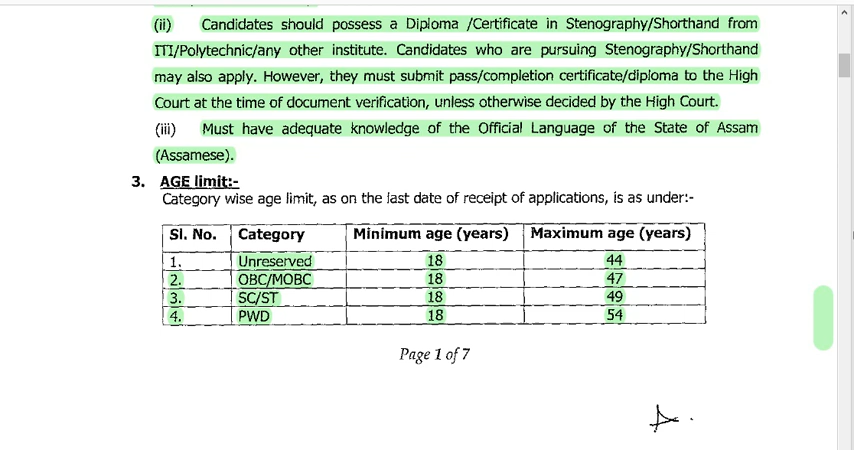 (ii) Candidates should possess a Diploma /Certificate in Stenography/Shorthand from
ITI/Polytechnic/any other institute. Candidates who are pursuing Stenography/Shorthand
may also apply. However, they must submit pass/completion certificate/diploma to the High
Court at the time of document verification, unless otherwise decided by the High Court.
(iii) Must have adequate knowledge of the Official Language of the State of Assam
(Assamese).
3. AGE limit:-
Category wise age limit, as on the last date of receipt of applications, is as under:-
Sl. No. Category Minimum age (years) Maximum age (years)
1. Unreserved 18 44
2. OBC/MOBC 18 47
3. SC/ST 18 49
4. PWD 18 54
Page 1 of 7